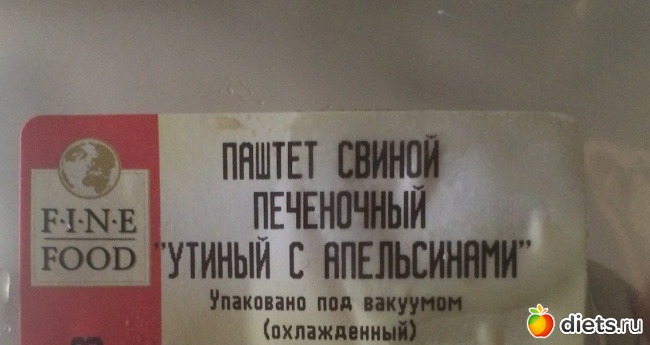 ПАШТЕТ СВИНОЙ
ПЕЧЕНОЧНЫЙ
"УТИНЫЙ С АПЕЛЬСИНАМИ"
Упаковано под вакуумом
(охлажденный)
F·I·N·E
FOOD
diets.ru